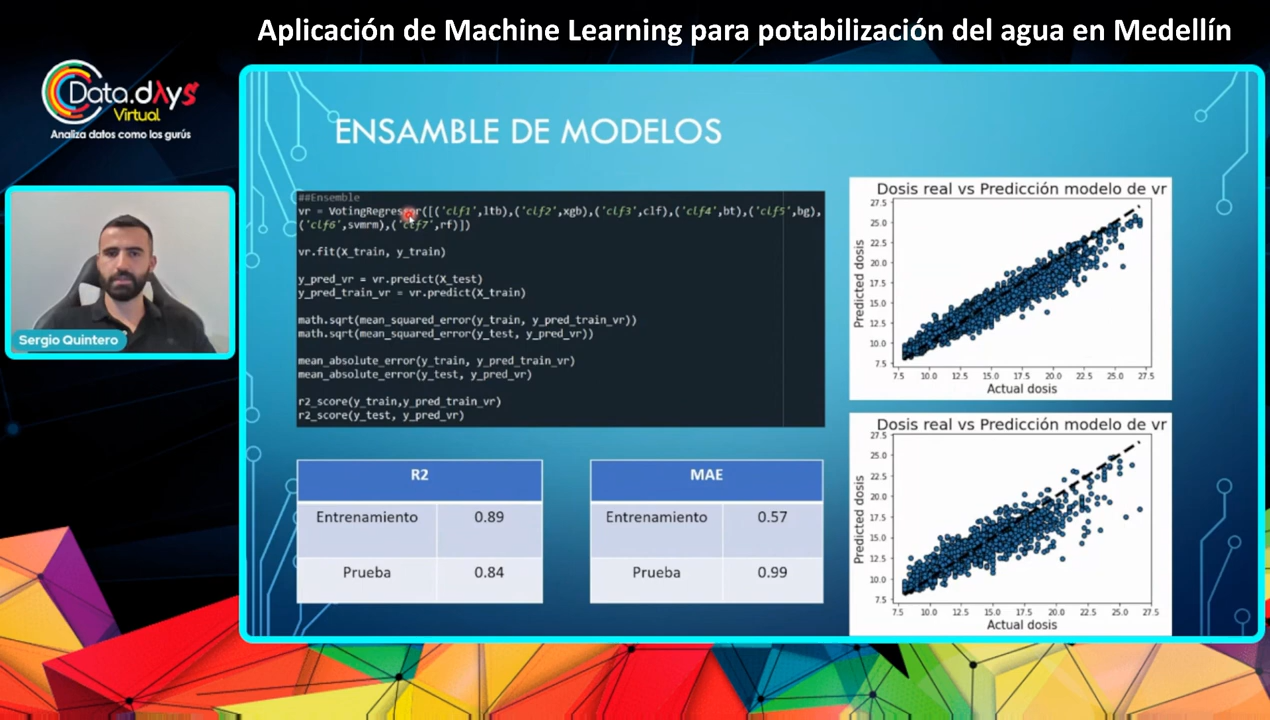 Aplicación de Machine Learning para potabilización del agua en Medellín
Data.dAys
Virtual
Analiza datos como los gurús
Sergio Quintero
ENSAMBLE DE MODELOS
##Ensemble
vr = VotingRegressor([('clf1',ltb),('clf2',xgb),('clf3',clf),('clf4',bt),('clf5',bg),
('clf6',svmrm),('clf7',rf)])
vr.fit(X_train, y_train)
y_pred_vr = vr.predict(X_test)
y_pred_train_vr = vr.predict(X_train)
math.sqrt(mean_squared_error(y_train, y_pred_train_vr))
math.sqrt(mean_squared_error(y_test, y_pred_vr))
mean_absolute_error(y_train, y_pred_train_vr)
mean_absolute_error(y_test, y_pred_vr)
r2_score(y_train,y_pred_train_vr)
r2_score(y_test, y_pred_vr)
R2
Entrenamiento 0.89
Prueba 0.84
MAE
Entrenamiento 0.57
Prueba 0.99
Dosis real vs Predicción modelo de vr
27.5
25.0
22.5
20.0
17.5
15.0
12.5
10.0
7.5
Predicted dosis
7.5 10.0 12.5 15.0 17.5 20.0 22.5 25.0 27.5
Actual dosis
Dosis real vs Predicción modelo de vr
27.5
25.0
22.5
20.0
17.5
15.0
12.5
10.0
7.5
Predicted dosis
7.5 10.0 12.5 15.0 17.5 20.0 22.5 25.0 27.5
Actual dosis